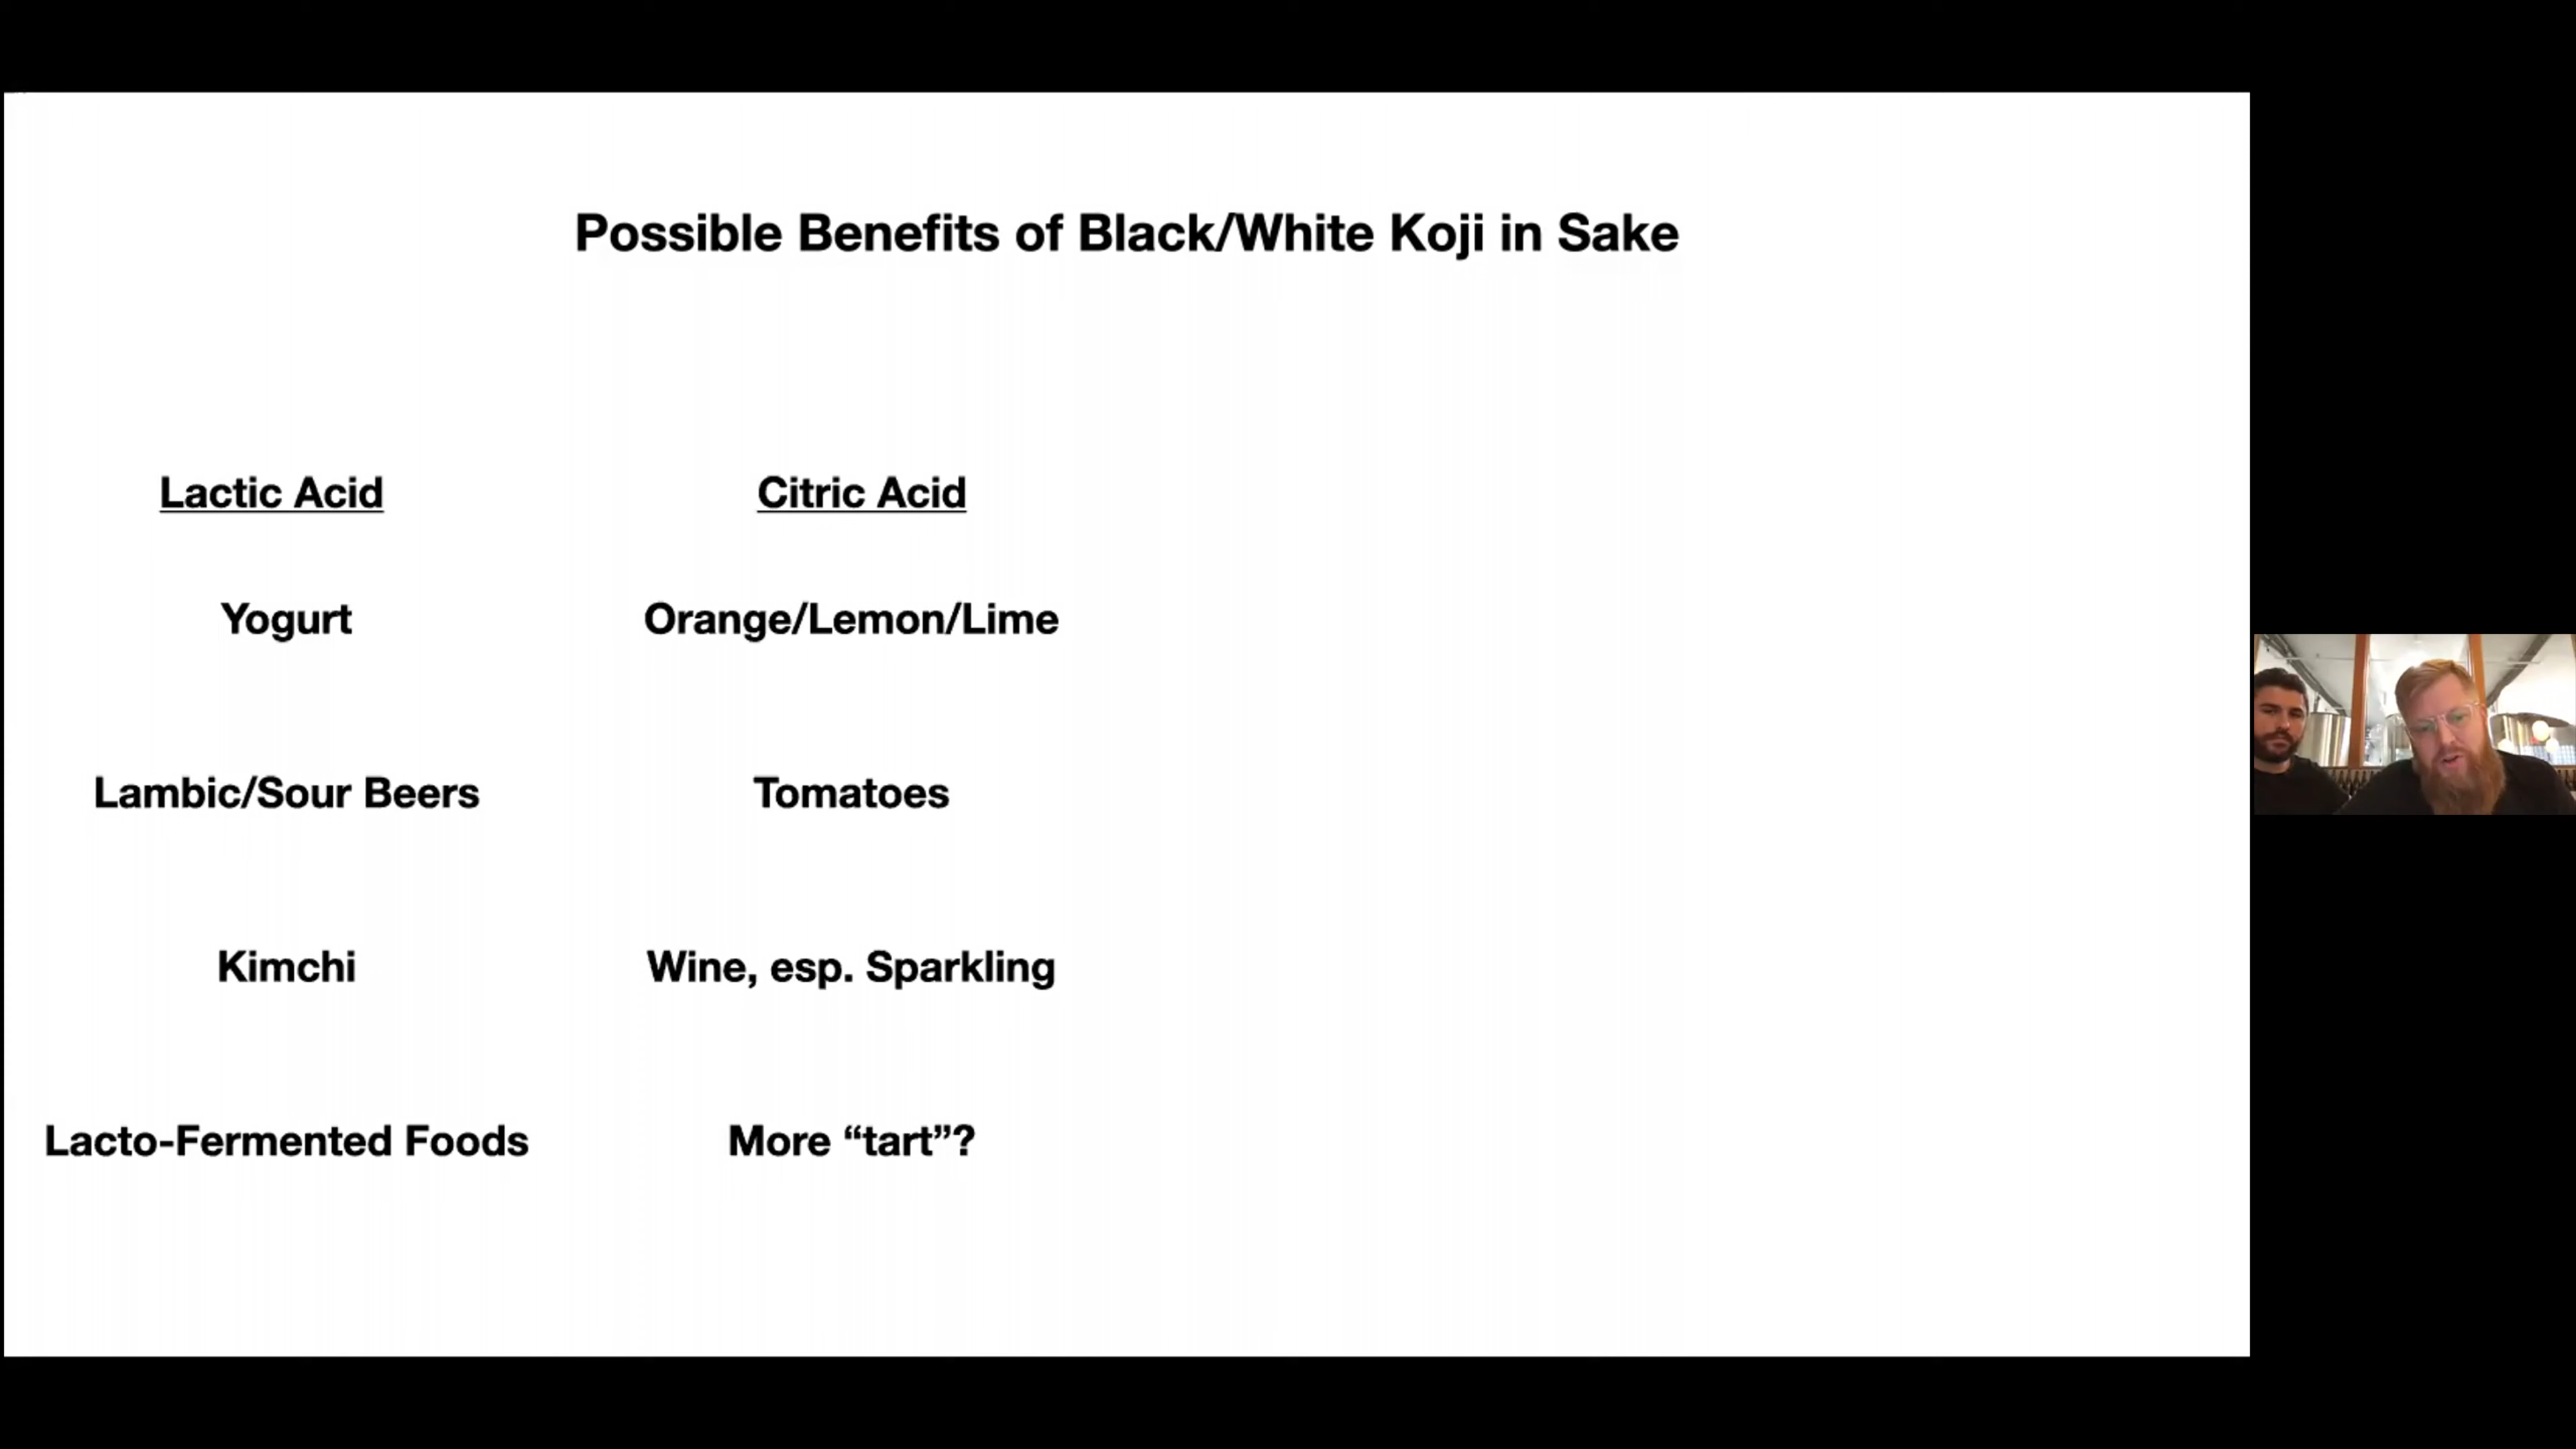 Possible Benefits of Black/White Koji in Sake
Lactic Acid
Yogurt
Lambic/Sour Beers
Kimchi
Lacto-Fermented Foods
Citric Acid
Orange/Lemon/Lime
Tomatoes
Wine, esp. Sparkling
More “tart”?